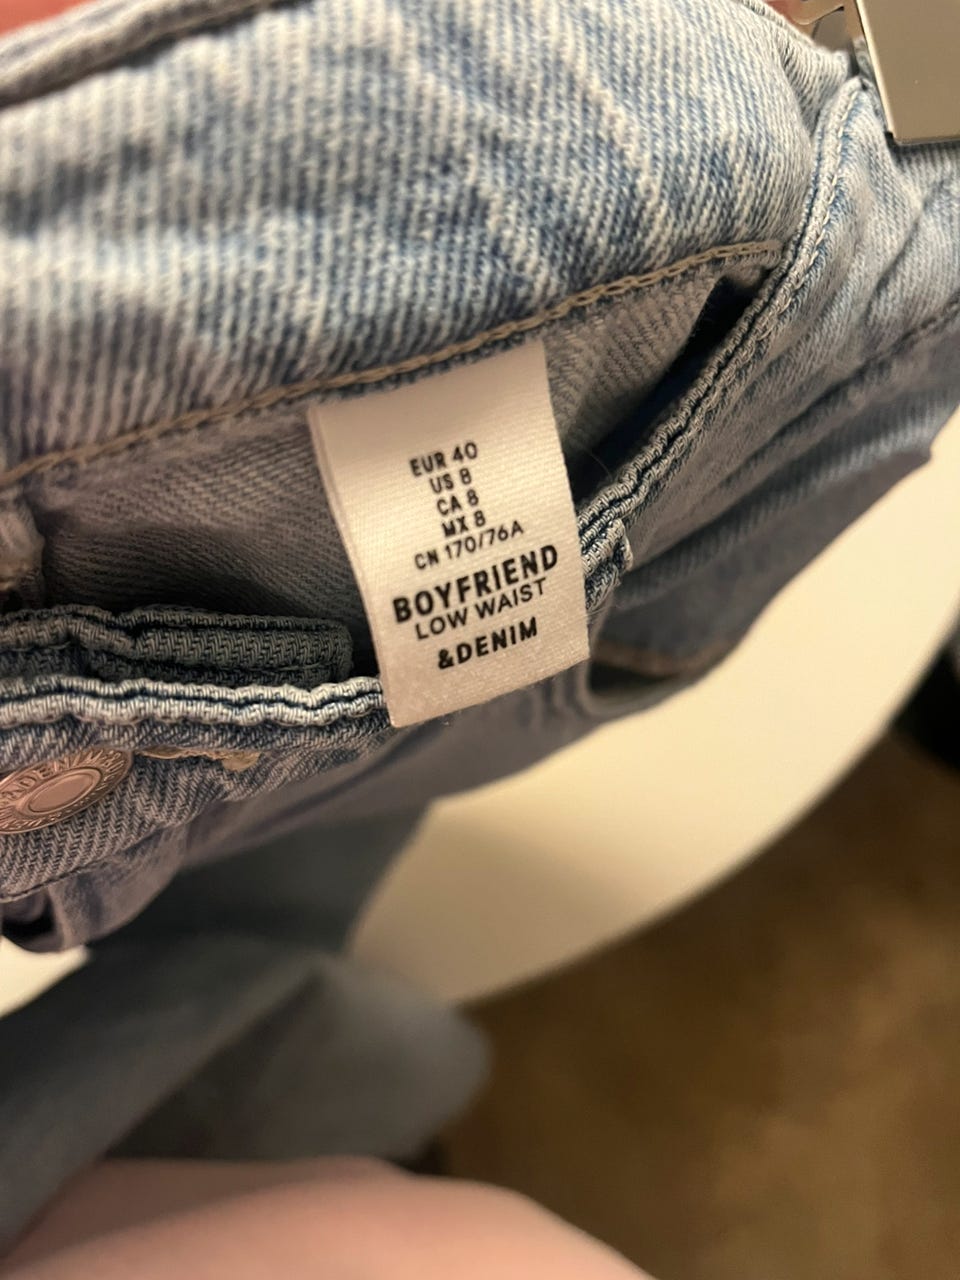 EUR 40
US 8
CA 8
MX 8
CN 170/76A
BOYFRIEND
LOW WAIST
&DENIM